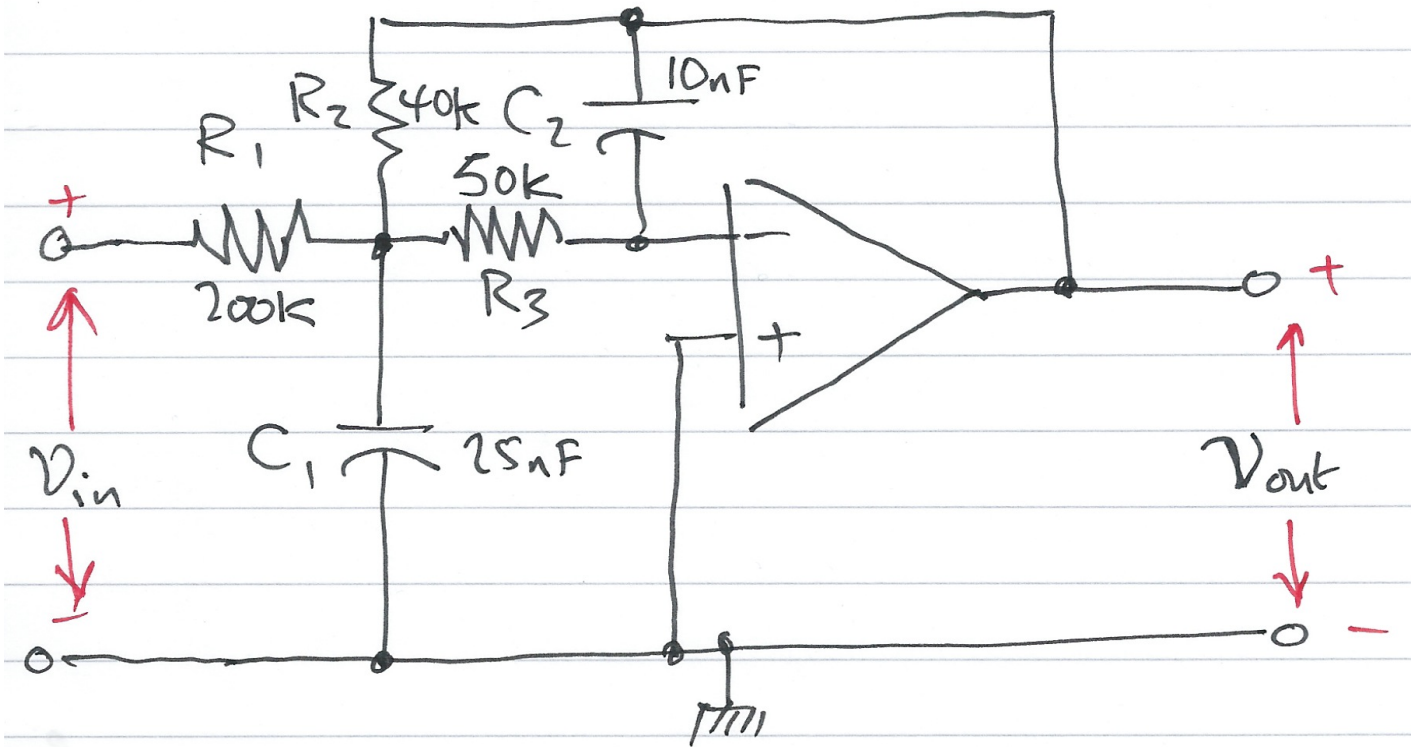 10nF
R2 40k C2
R1
50k
+
−
200k
R3
+
+
C1 25nF
Vin
Vout
−
−